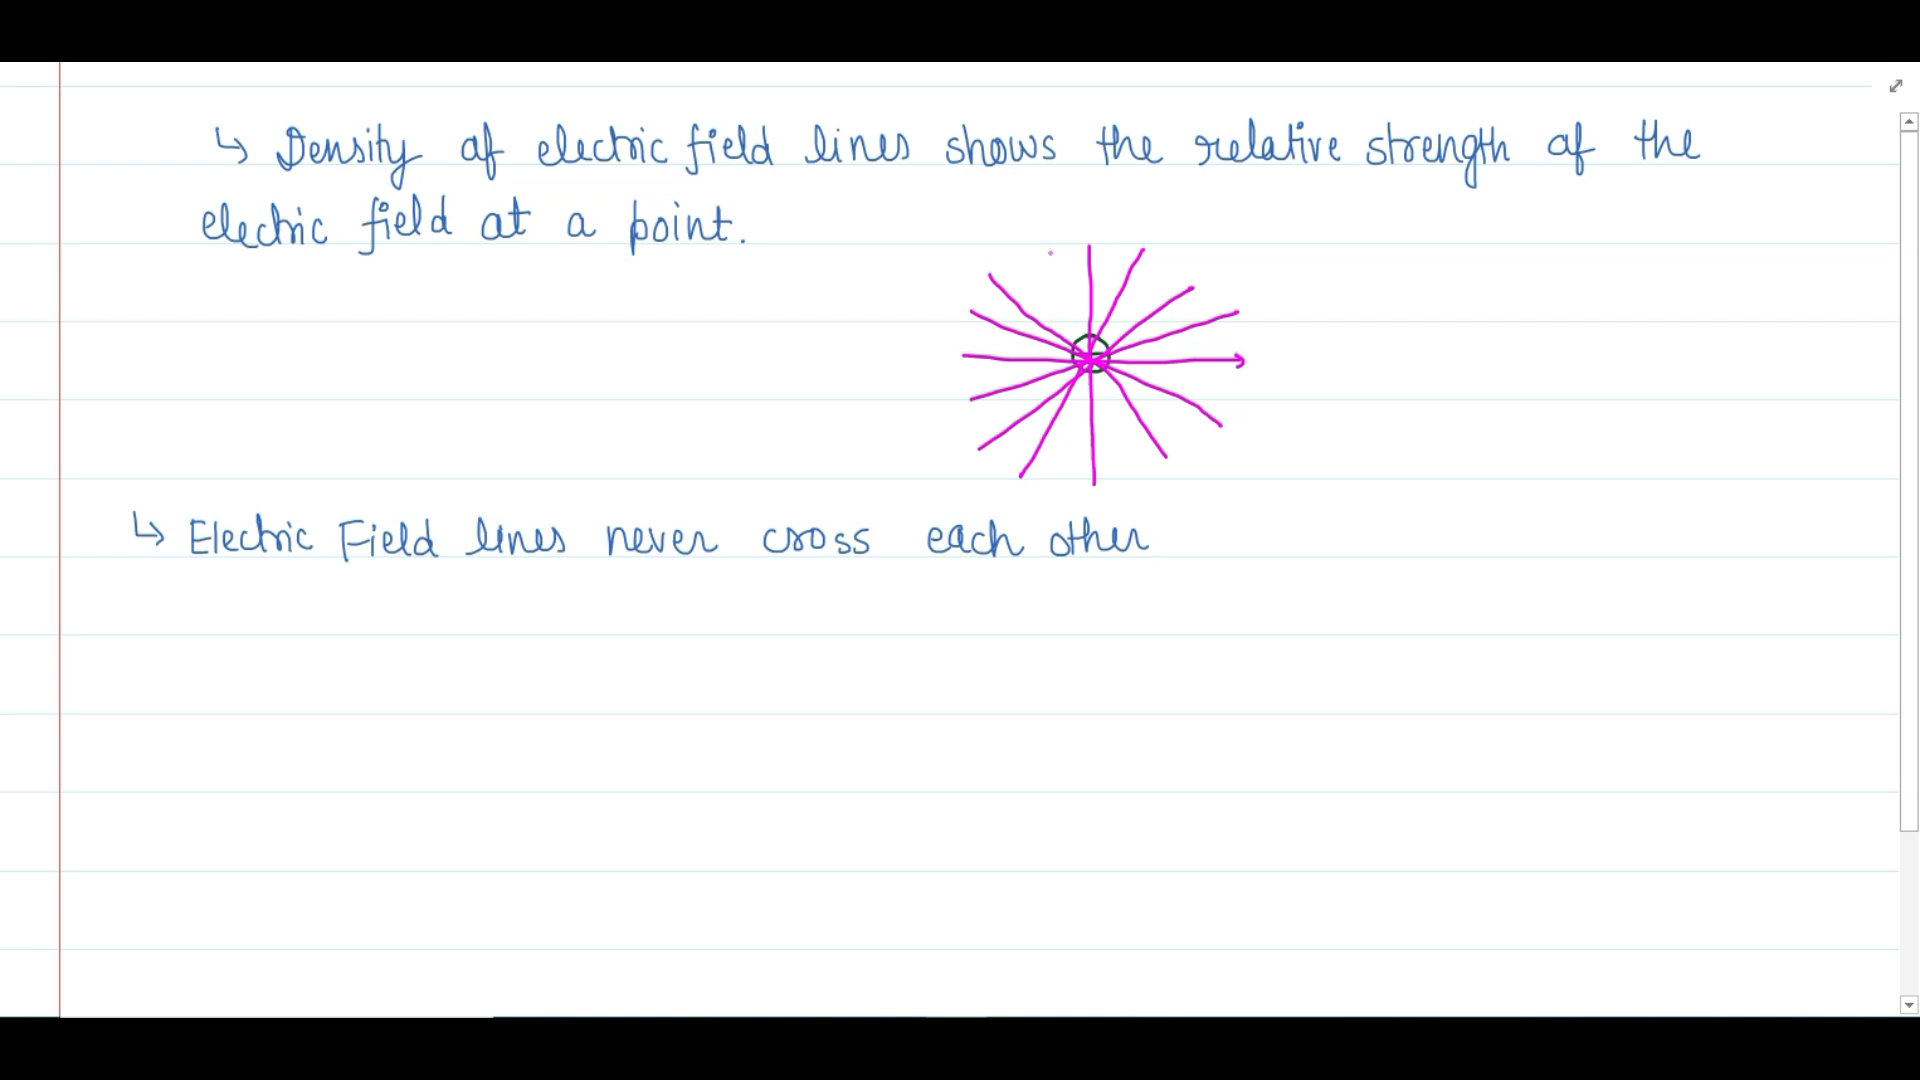 ↳ Density of electric field lines shows the relative strength of the
electric field at a point.
↳ Electric Field lines never cross each other